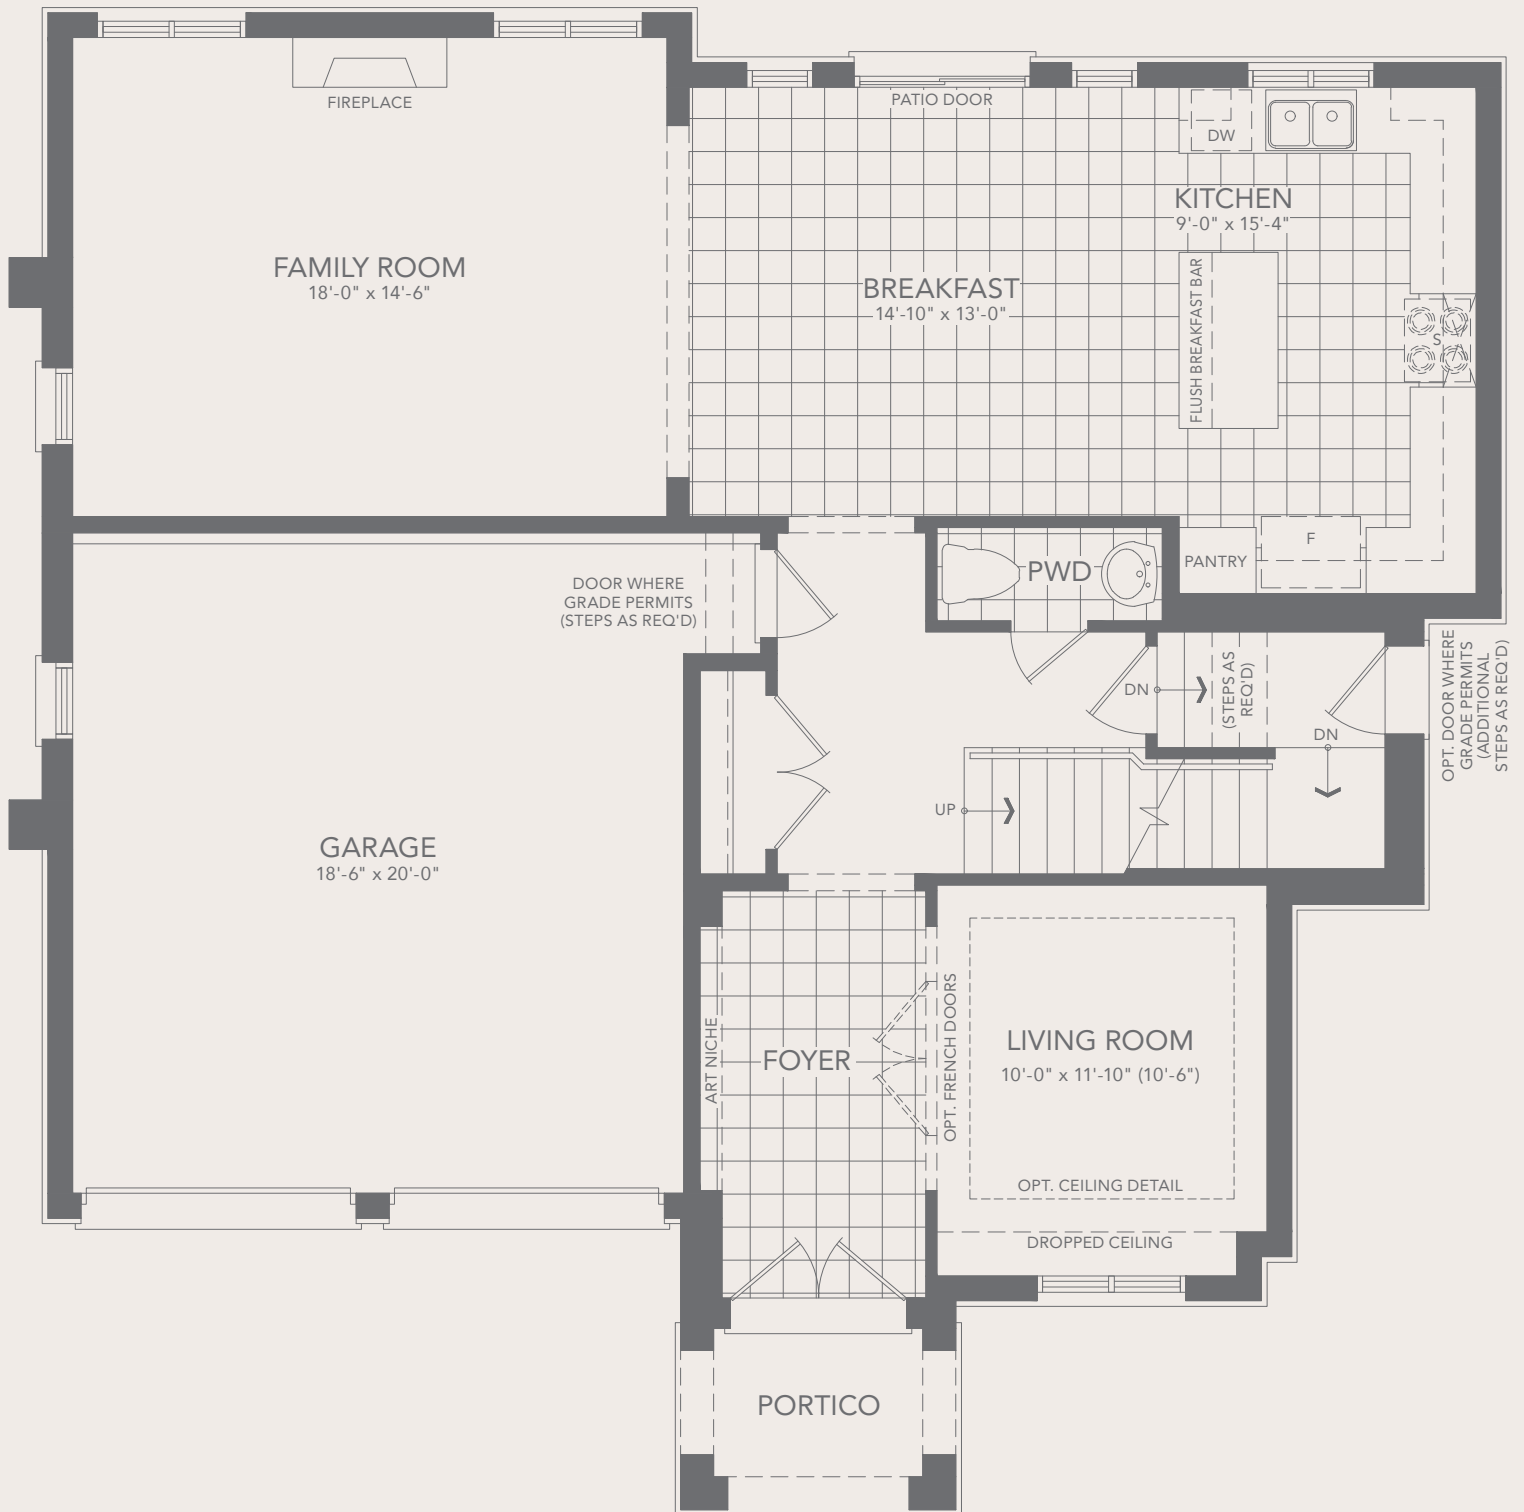 FIREPLACE
PATIO DOOR
DW
KITCHEN
9'-0" x 15'-4"
FAMILY ROOM
18'-0" x 14'-6"
BREAKFAST
14'-10" x 13'-0"
FLUSH BREAKFAST BAR
S
F
PANTRY
PWD
DOOR WHERE
GRADE PERMITS
(STEPS AS REQ'D)
DN
(STEPS AS
REQ'D)
DN
OPT. DOOR WHERE
GRADE PERMITS
(ADDITIONAL
STEPS AS REQ'D)
UP
GARAGE
18'-6" x 20'-0"
ART NICHE
FOYER
OPT. FRENCH DOORS
LIVING ROOM
10'-0" x 11'-10" (10'-6")
OPT. CEILING DETAIL
DROPPED CEILING
PORTICO